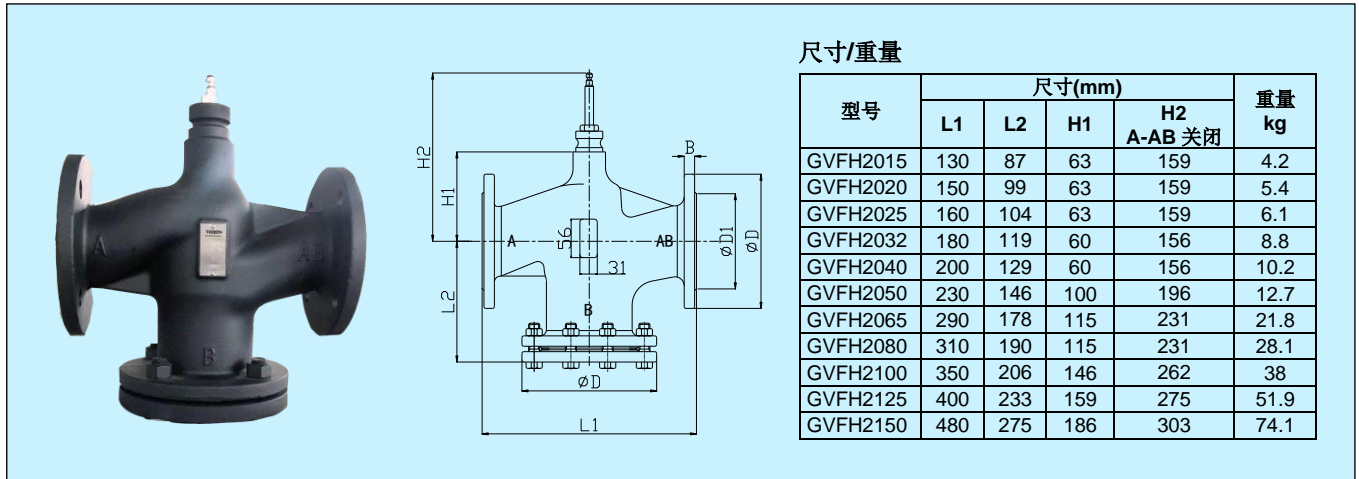 尺寸/重量
型号 尺寸(mm) 重量 kg
L1 L2 H1 H2 A-AB 关闭
GVFH2015 130 87 63 159 4.2
GVFH2020 150 99 63 159 5.4
GVFH2025 160 104 63 159 6.1
GVFH2032 180 119 60 156 8.8
GVFH2040 200 129 60 156 10.2
GVFH2050 230 146 100 196 12.7
GVFH2065 290 178 115 231 21.8
GVFH2080 310 190 115 231 28.1
GVFH2100 350 206 146 262 38
GVFH2125 400 233 159 275 51.9
GVFH2150 480 275 186 303 74.1
A
AB
B
H2
H1
L2
B
A
56
31
AB
B
øD1
øD
øD
L1